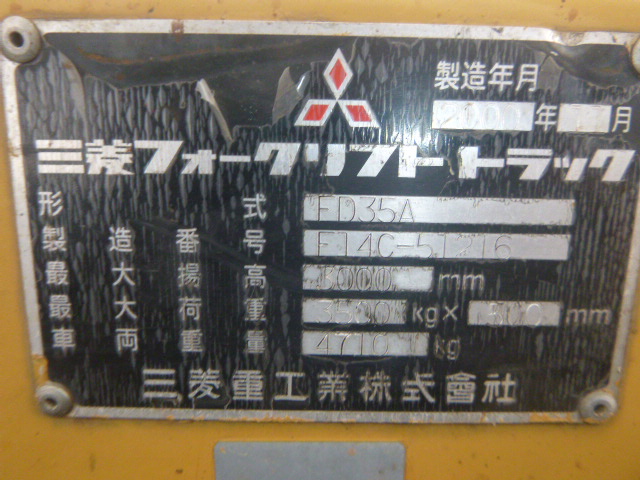 製造年月
年 月
三菱フォークリフトトラック
形式 FD35A
製造番号 F14C-51216
最大揚高 3000 mm
最大荷重 3500 kg× 500 mm
車両重量 4710 kg
三菱重工業株式會社